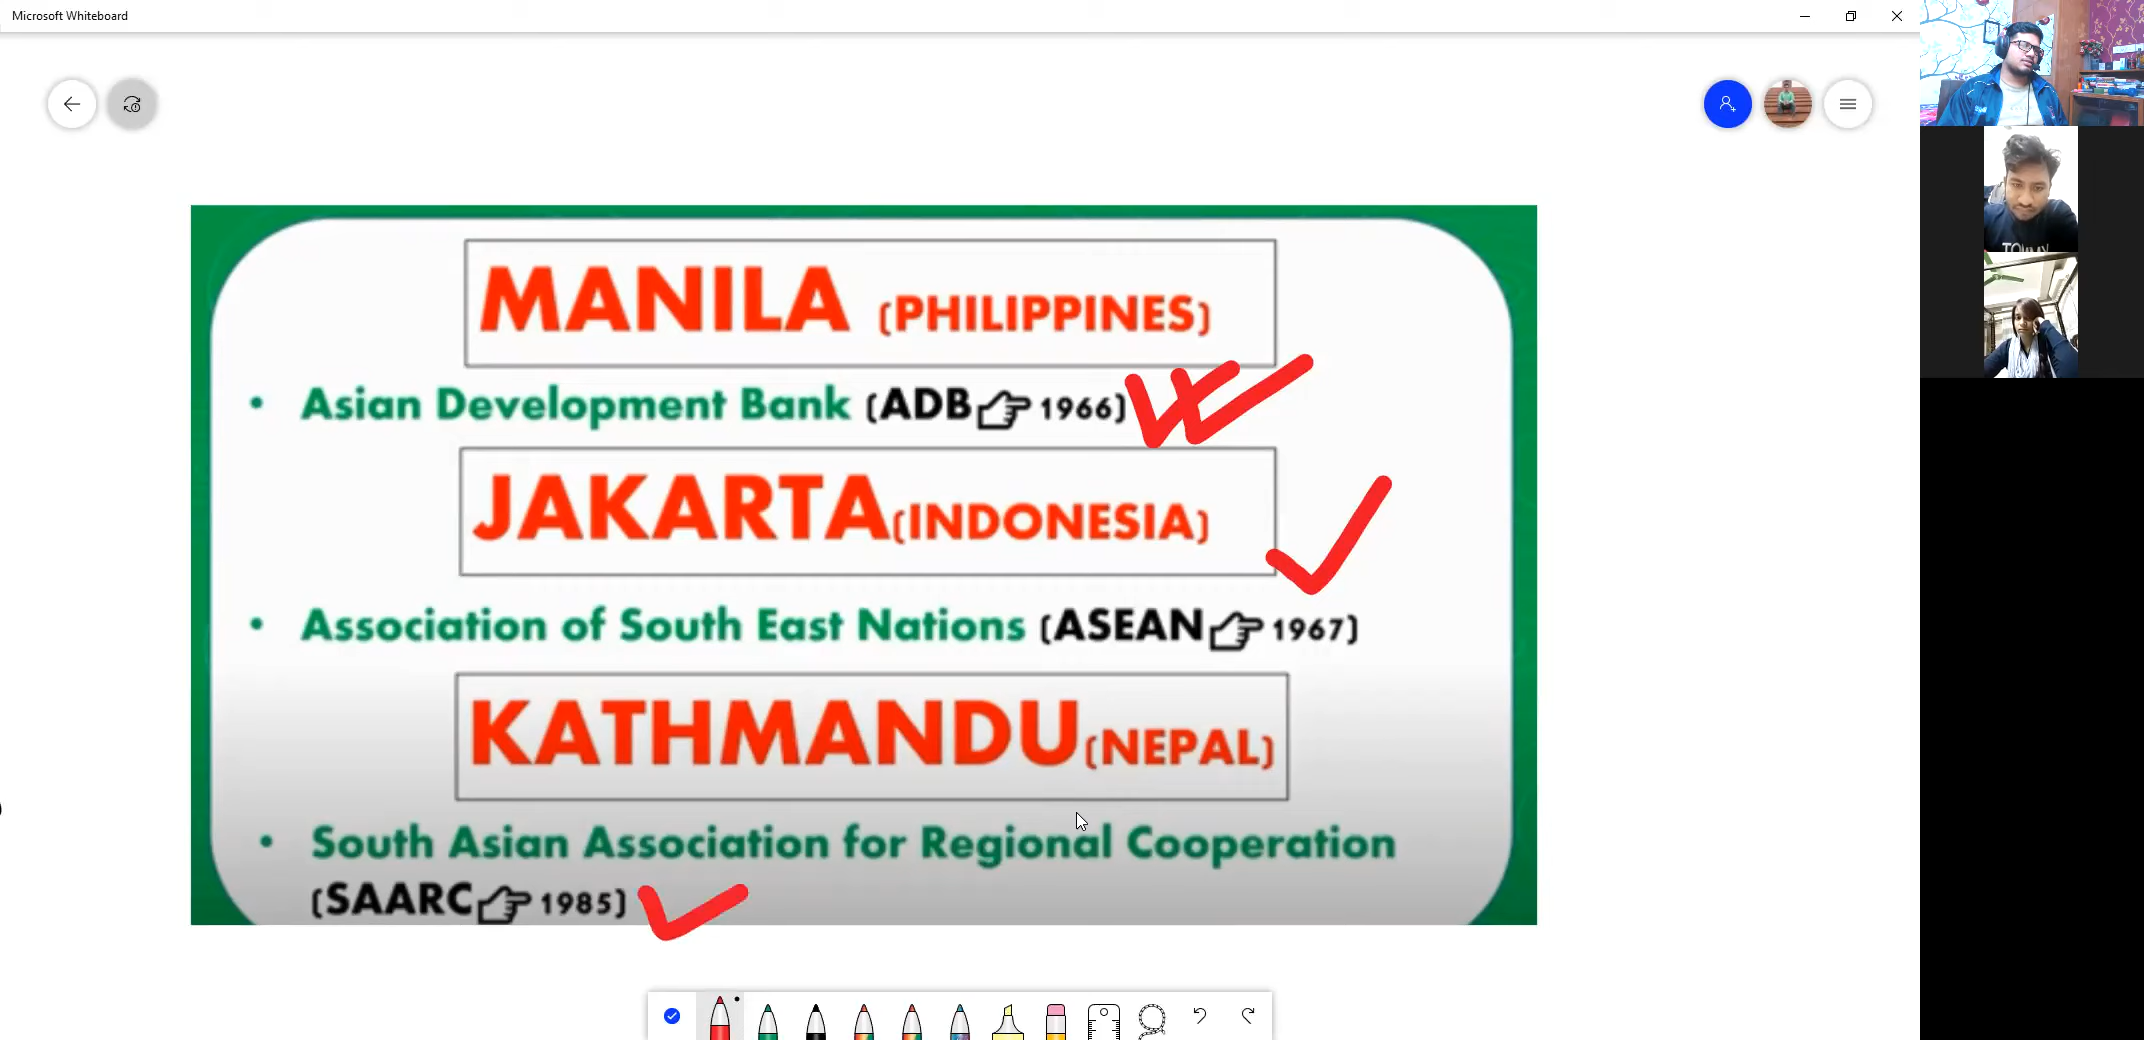 Microsoft Whiteboard
MANILA (PHILIPPINES)
• Asian Development Bank (ADB 1966)
JAKARTA (INDONESIA)
• Association of South East Nations (ASEAN 1967)
KATHMANDU (NEPAL)
• South Asian Association for Regional Cooperation
(SAARC 1985)
TOMMY